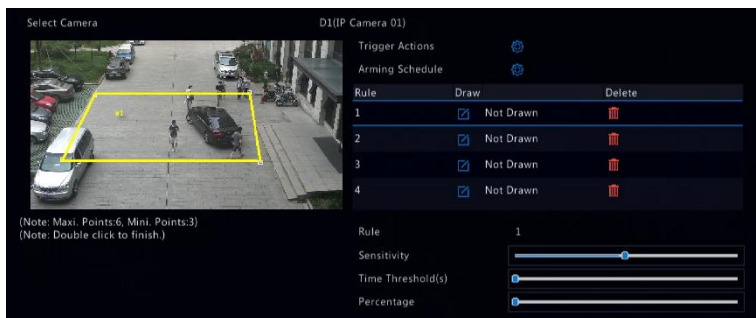 Select Camera D1(IP Camera 01)
Trigger Actions
Arming Schedule
Rule Draw Delete
1 Not Drawn
2 Not Drawn
3 Not Drawn
4 Not Drawn
#1
(Note: Maxi. Points:6, Mini. Points:3)
(Note: Double click to finish.)
Rule 1
Sensitivity
Time Threshold(s)
Percentage